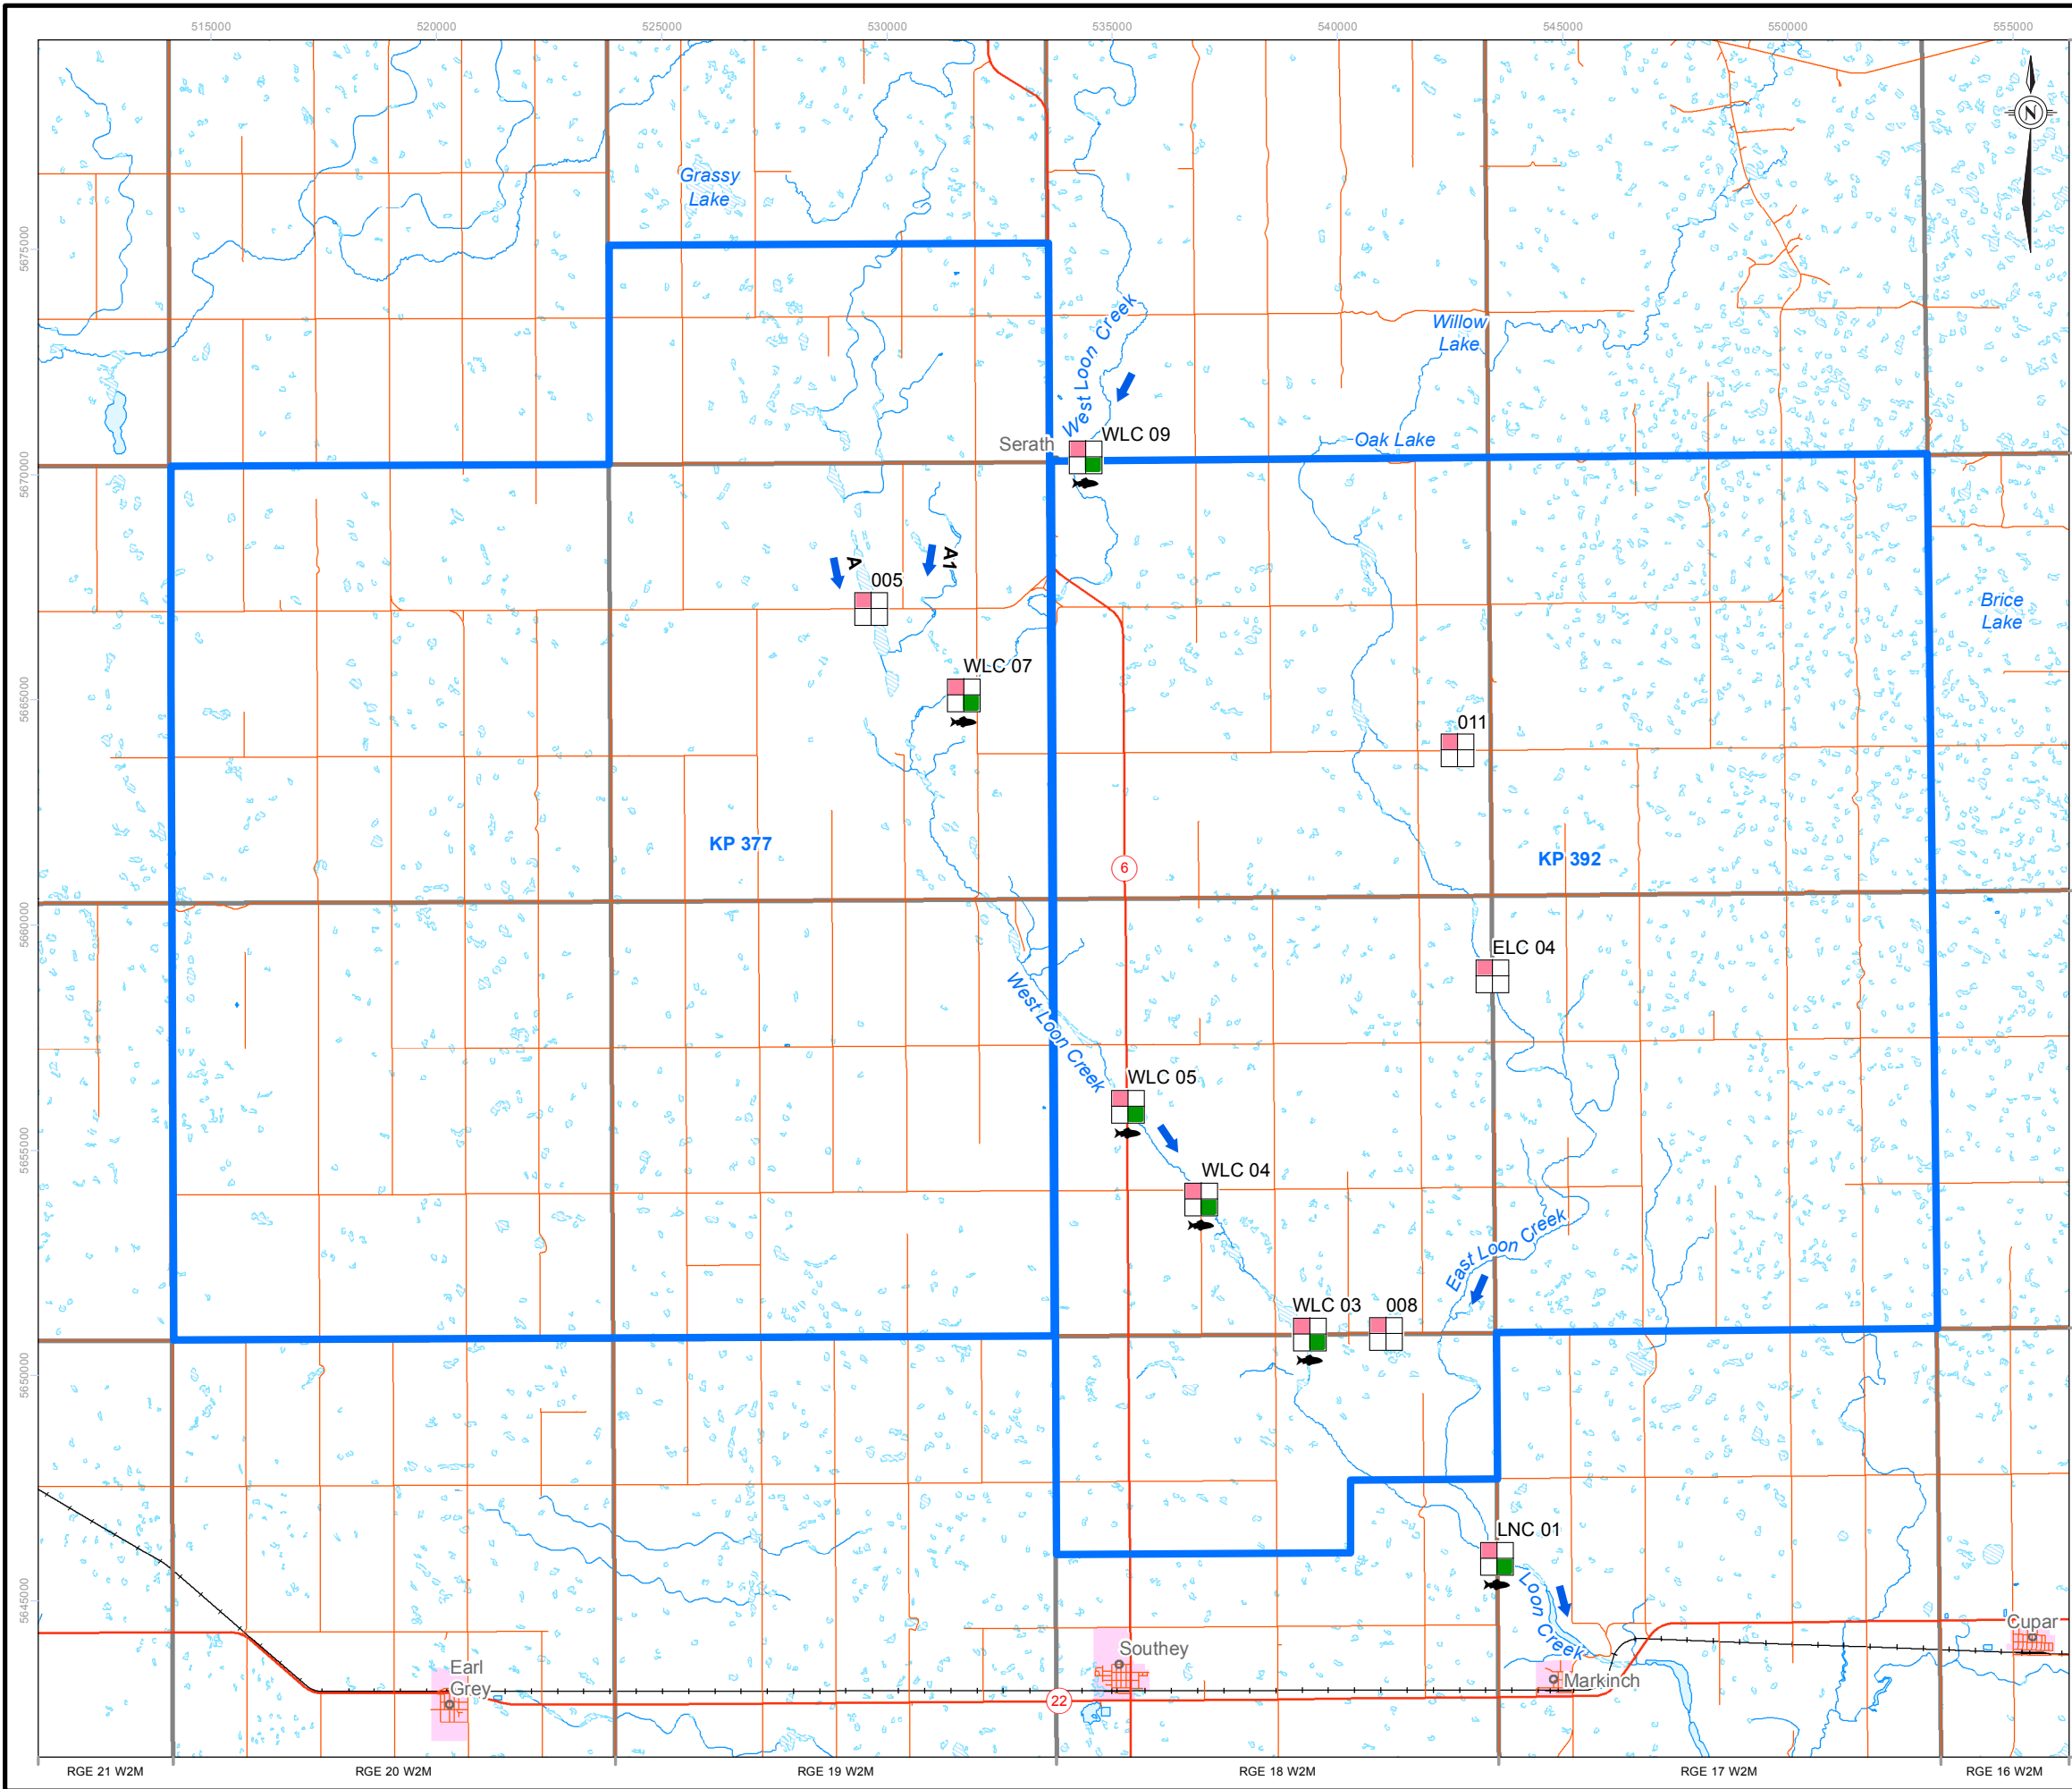 515000
520000
525000
530000
535000
540000
545000
550000
555000
N
5675000
5670000
5665000
5660000
5655000
5650000
5645000
Grassy
Lake
West Loon Creek
Willow
Lake
Oak Lake
Serath
WLC 09
A
A1
005
Brice
Lake
WLC 07
011
KP 377
6
KP 392
ELC 04
West Loon Creek
WLC 05
WLC 04
East Loon Creek
WLC 03
008
LNC 01
Loon
Creek
Cupar
Southey
Earl
Grey
Markinch
22
RGE 21 W2M
RGE 20 W2M
RGE 19 W2M
RGE 18 W2M
RGE 17 W2M
RGE 16 W2M